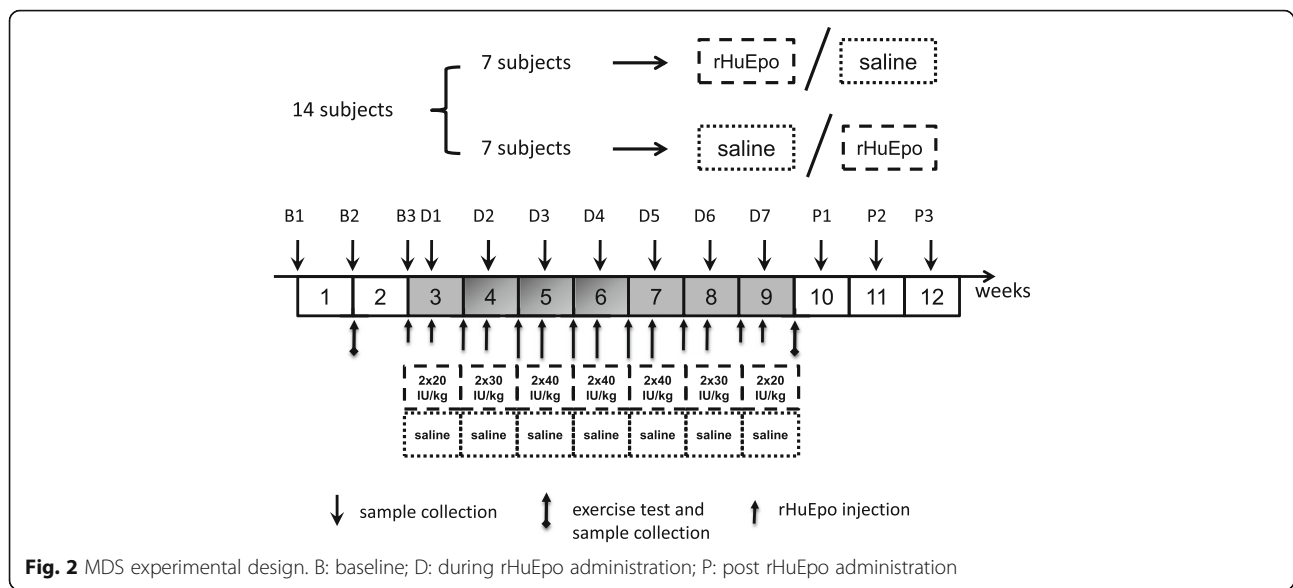 7 subjects rHuEpo / saline
14 subjects
7 subjects saline / rHuEpo
B1 B2 B3 D1 D2 D3 D4 D5 D6 D7 P1 P2 P3
1 2 3 4 5 6 7 8 9 10 11 12 weeks
2x20 2x30 2x40 2x40 2x40 2x30 2x20
IU/kg IU/kg IU/kg IU/kg IU/kg IU/kg IU/kg
saline saline saline saline saline saline saline
sample collection exercise test and rHuEpo injection
sample collection
Fig. 2 MDS experimental design. B: baseline; D: during rHuEpo administration; P: post rHuEpo administration